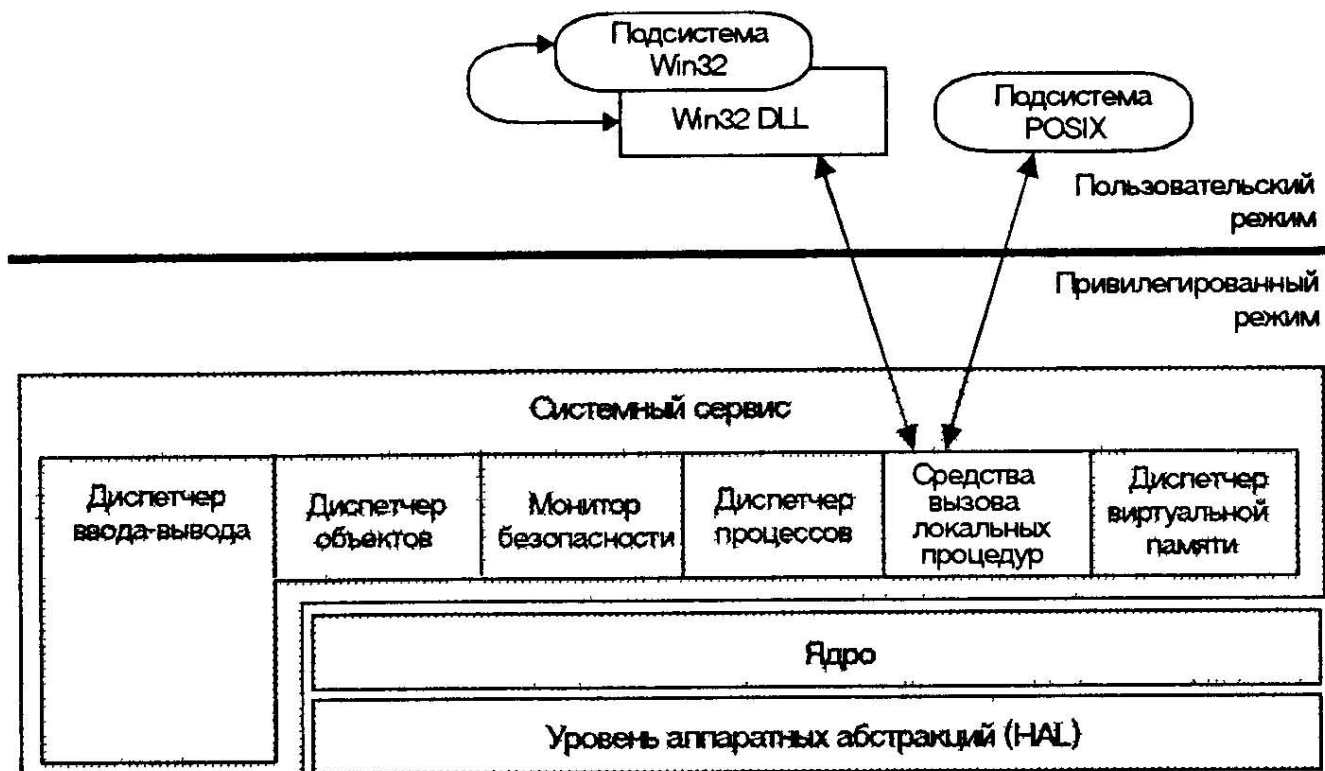 Подсистема
Win32
Win32 DLL
Подсистема
POSIX
Пользовательский
режим
Привилегированный
режим
Системный сервис
Диспетчер
ввода-вывода
Диспетчер
объектов
Монитор
безопасности
Диспетчер
процессов
Средства
вызова
локальных
процедур
Диспетчер
виртуальной
памяти
Ядро
Уровень аппаратных абстракций (HAL)